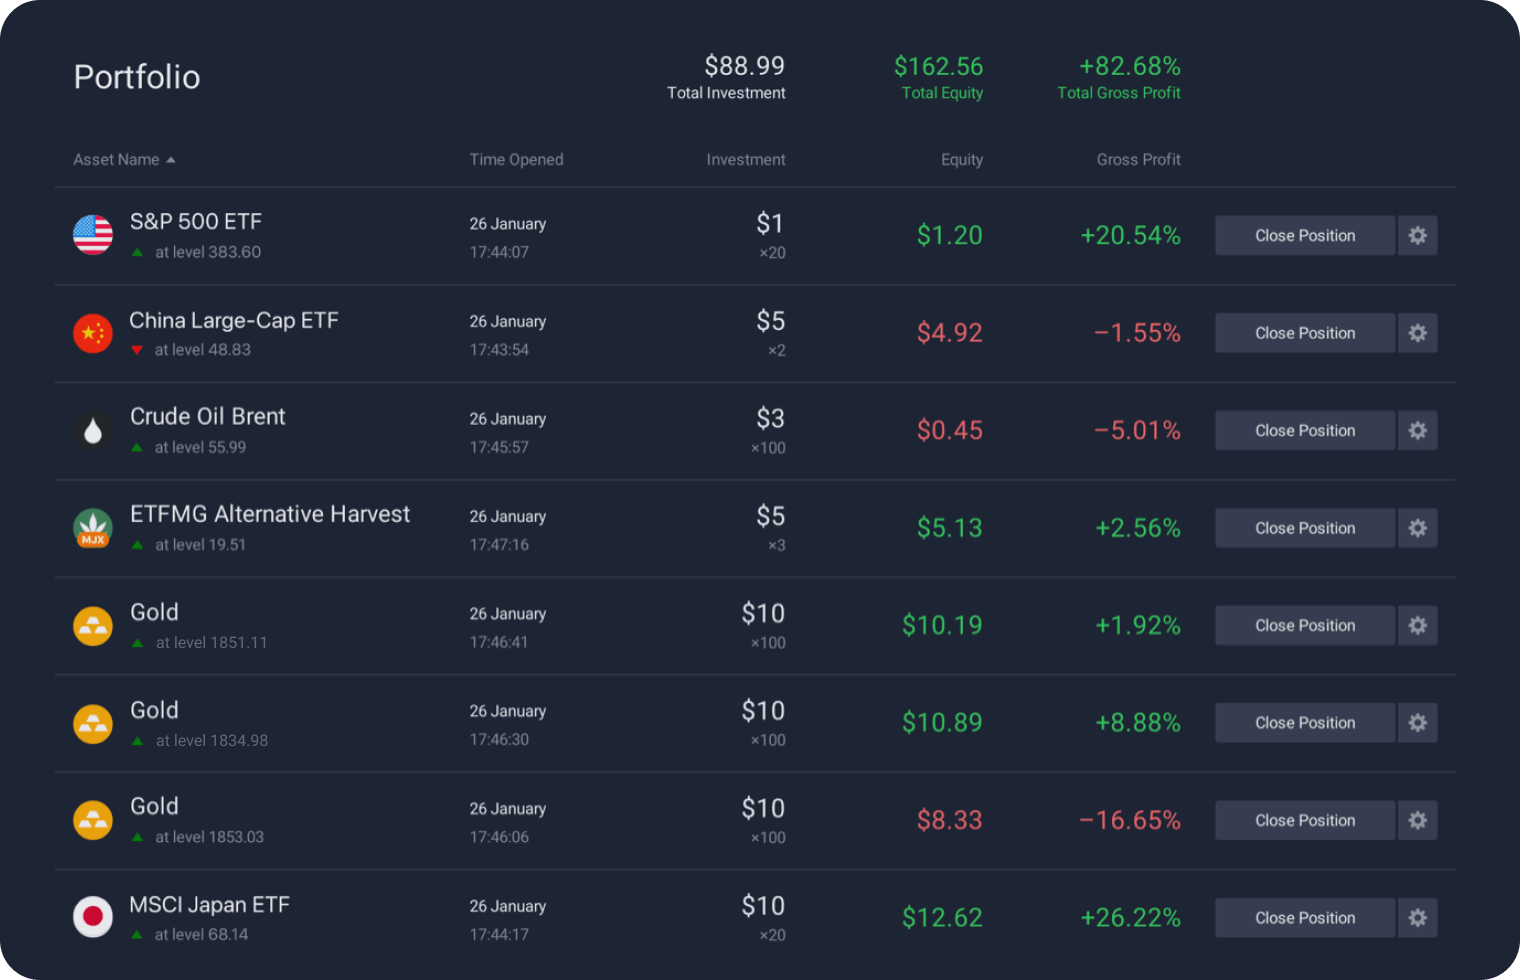 Portfolio
$88.99
Total Investment
$162.56
Total Equity
+82.68%
Total Gross Profit
Asset Name
Time Opened
Investment
Equity
Gross Profit
S&P 500 ETF
at level 383.60
26 January
17:44:07
$1
×20
$1.20
+20.54%
Close Position
China Large-Cap ETF
at level 48.83
26 January
17:43:54
$5
×2
$4.92
−1.55%
Close Position
Crude Oil Brent
at level 55.99
26 January
17:45:57
$3
×100
$0.45
−5.01%
Close Position
MJX
ETFMG Alternative Harvest
at level 19.51
26 January
17:47:16
$5
×3
$5.13
+2.56%
Close Position
Gold
at level 1851.11
26 January
17:46:41
$10
×100
$10.19
+1.92%
Close Position
Gold
at level 1834.98
26 January
17:46:30
$10
×100
$10.89
+8.88%
Close Position
Gold
at level 1853.03
26 January
17:46:06
$10
×100
$8.33
−16.65%
Close Position
MSCI Japan ETF
at level 68.14
26 January
17:44:17
$10
×20
$12.62
+26.22%
Close Position